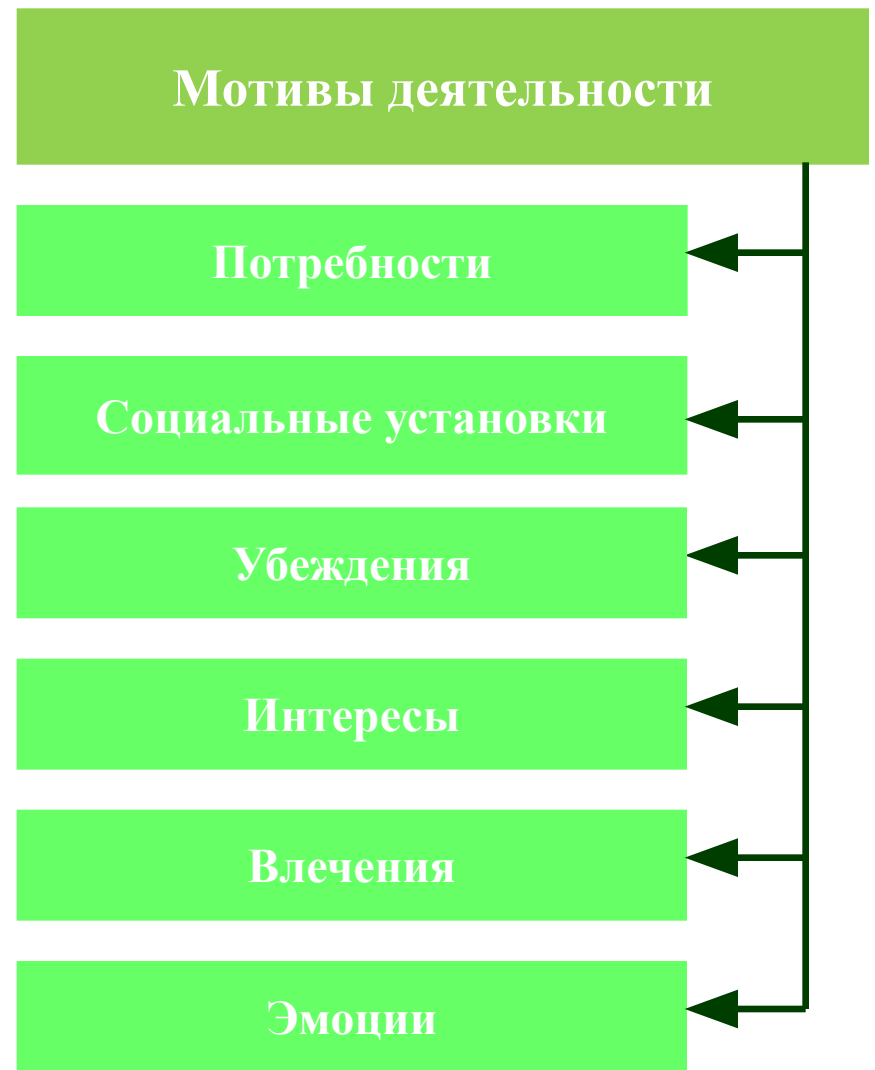 Мотивы деятельности
Потребности
Социальные установки
Убеждения
Интересы
Влечения
Эмоции